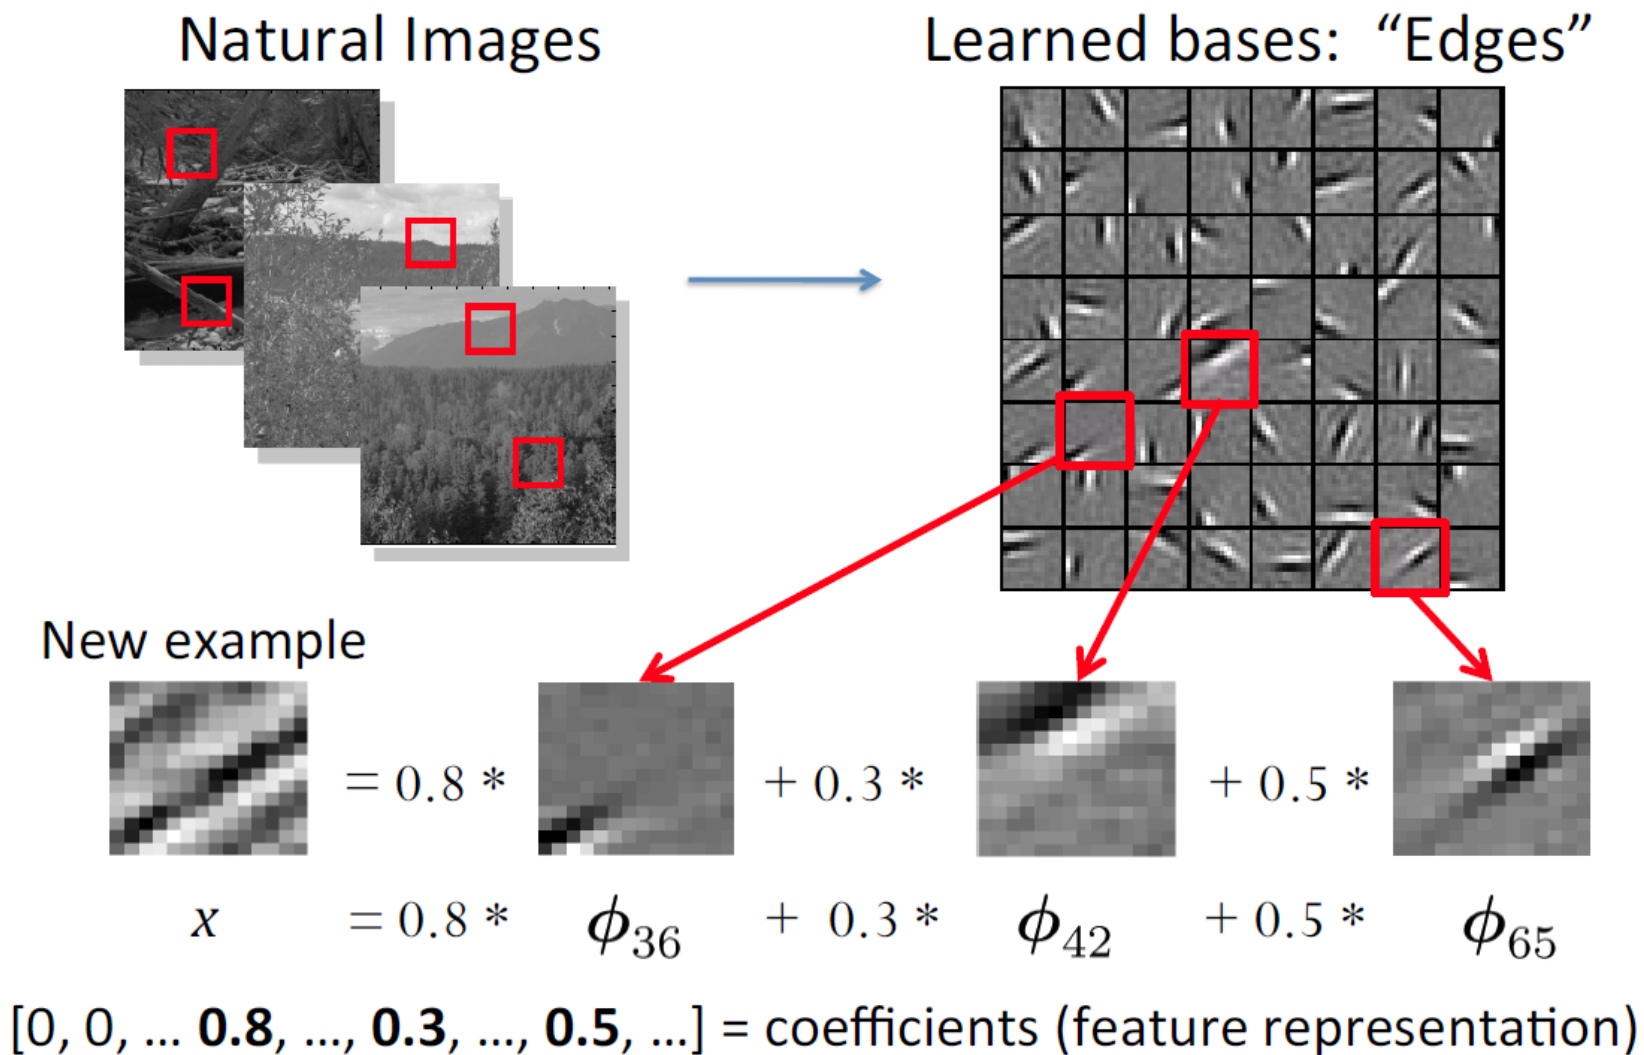 Natural Images
Learned bases: “Edges”
New example
= 0.8 * + 0.3 * + 0.5 *
x = 0.8 * ϕ36 + 0.3 * ϕ42 + 0.5 * ϕ65
[0, 0, … 0.8, …, 0.3, …, 0.5, …] = coefficients (feature representation)